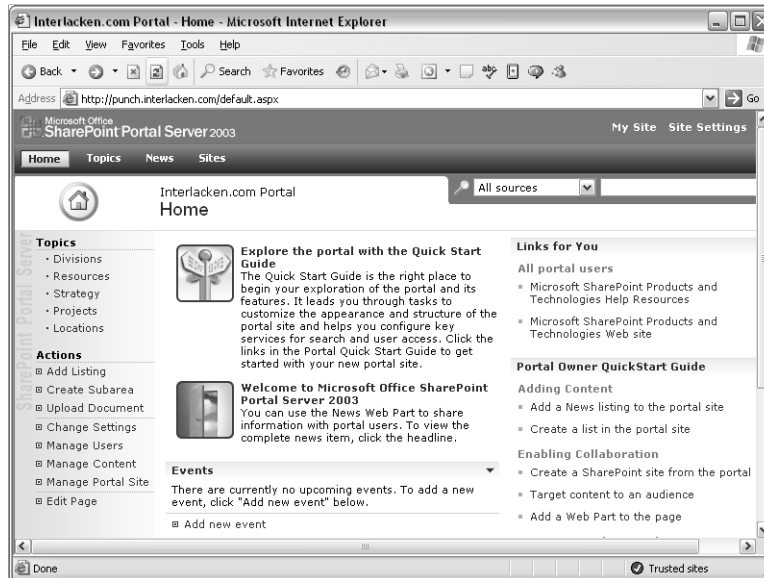 Interlacken.com Portal - Home - Microsoft Internet Explorer
File Edit View Favorites Tools Help
Back Search Favorites
Address http://punch.interlacken.com/default.aspx Go
Microsoft Office
SharePoint Portal Server 2003
My Site Site Settings
Home Topics News Sites
Interlacken.com Portal
Home
All sources
SharePoint Portal Server
Topics
Divisions
Resources
Strategy
Projects
Locations
Actions
Add Listing
Create Subarea
Upload Document
Change Settings
Manage Users
Manage Content
Manage Portal Site
Edit Page
Explore the portal with the Quick Start
Guide
The Quick Start Guide is the right place to
begin your exploration of the portal and its
features. It leads you through tasks to
customize the appearance and structure of the
portal site and helps you configure key
services for search and user access. Click the
links in the Portal Quick Start Guide to get
started with your new portal site.
Welcome to Microsoft Office SharePoint
Portal Server 2003
You can use the News Web Part to share
information with portal users. To view the
complete news item, click the headline.
Events
There are currently no upcoming events. To add a new
event, click "Add new event" below.
Add new event
Links for You
All portal users
Microsoft SharePoint Products and
Technologies Help Resources
Microsoft SharePoint Products and
Technologies Web site
Portal Owner QuickStart Guide
Adding Content
Add a News listing to the portal site
Create a list in the portal site
Enabling Collaboration
Create a SharePoint site from the portal
Target content to an audience
Add a Web Part to the page
Done
Trusted sites